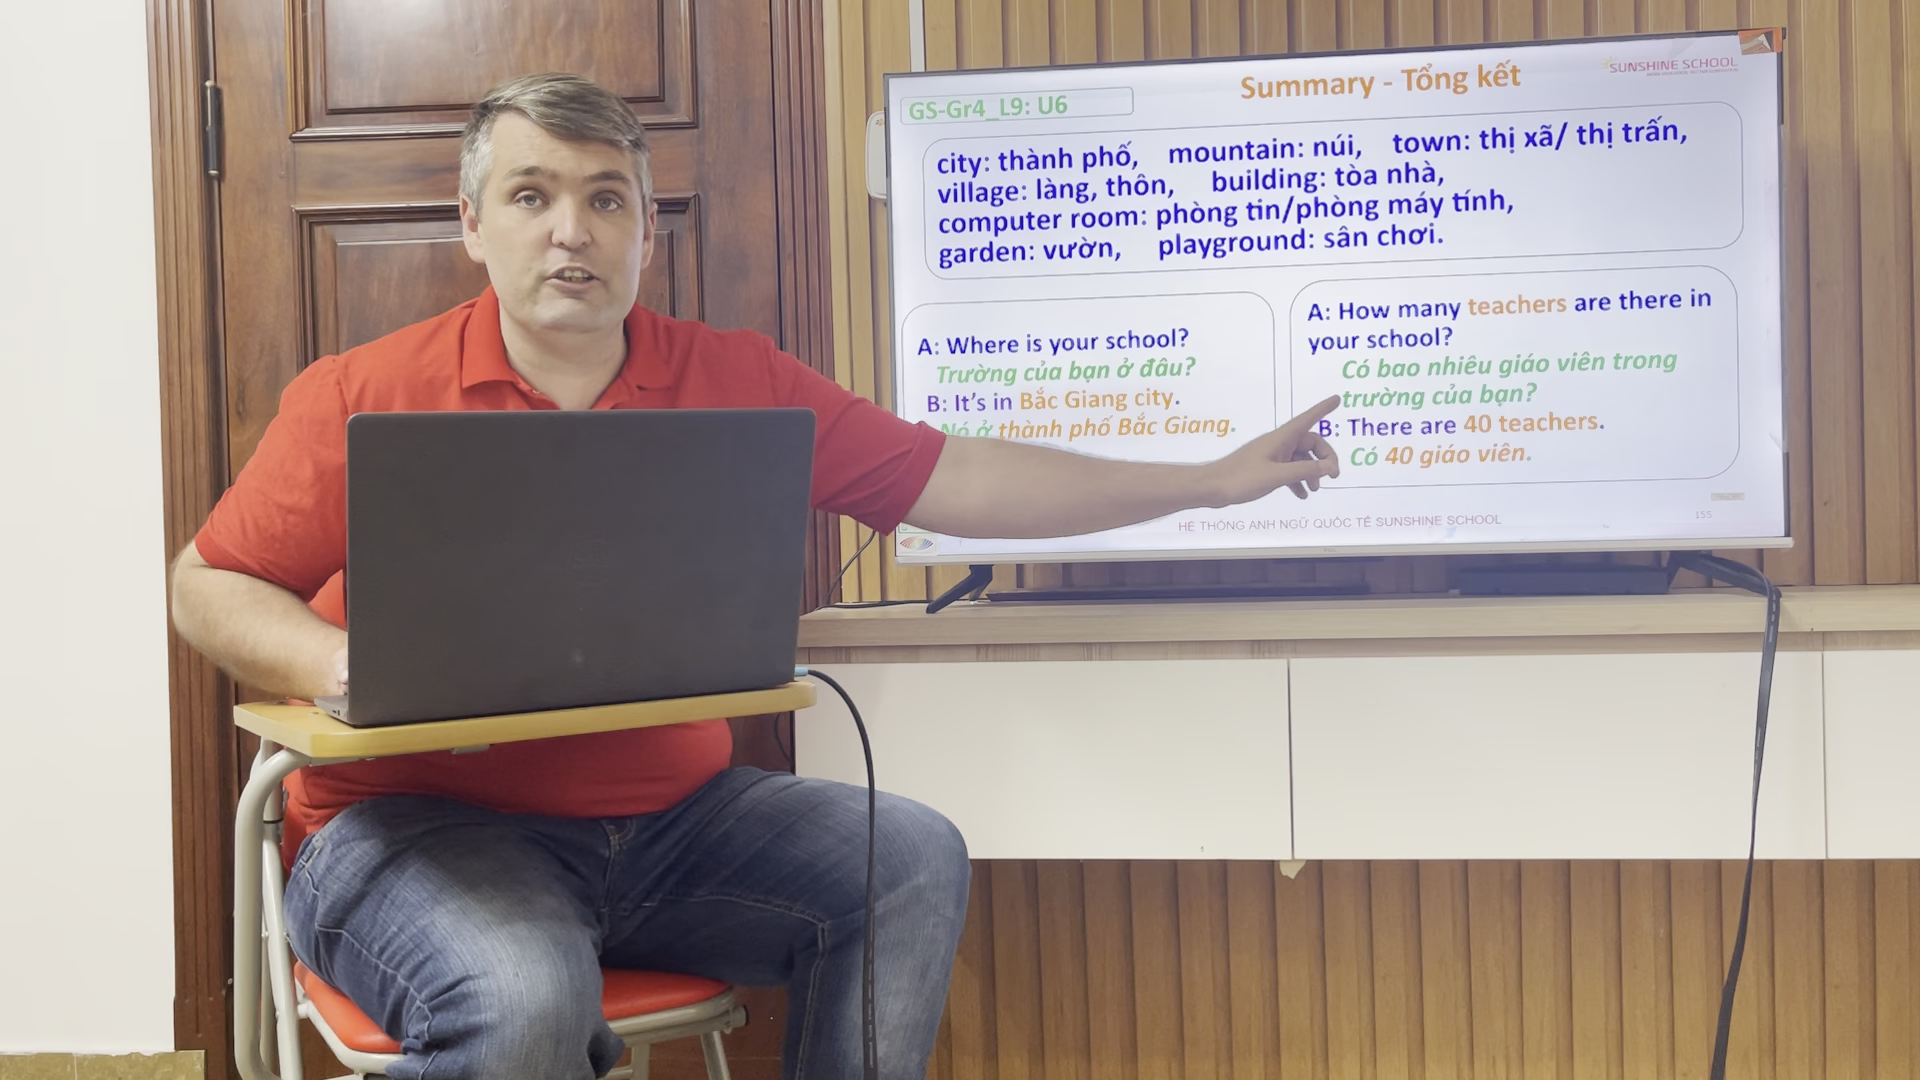 GS-Gr4_L9: U6
Summary - Tổng kết
SUNSHINE SCHOOL
city: thành phố, mountain: núi, town: thị xã/ thị trấn,
village: làng, thôn, building: tòa nhà,
computer room: phòng tin/phòng máy tính,
garden: vườn, playground: sân chơi.
A: Where is your school?
Trường của bạn ở đâu?
B: It's in Bắc Giang city.
Nó ở thành phố Bắc Giang.
A: How many teachers are there in
your school?
Có bao nhiêu giáo viên trong
trường của bạn?
B: There are 40 teachers.
Có 40 giáo viên.
HỆ THỐNG ANH NGỮ QUỐC TẾ SUNSHINE SCHOOL
155